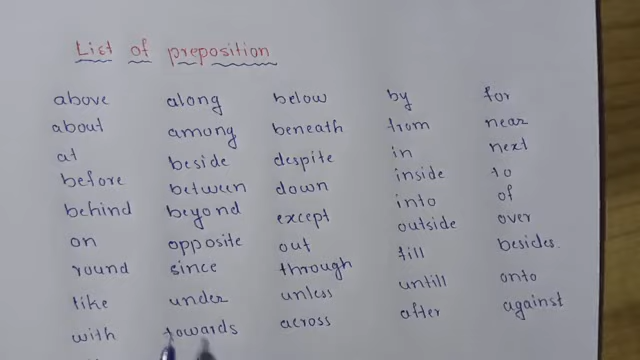 List of preposition
above along below by for
about among beneath from near
at beside despite in next
before between down inside to
behind beyond except into of
on opposite out outside over
round since through till besides.
like under unless untill onto
with towards across after against